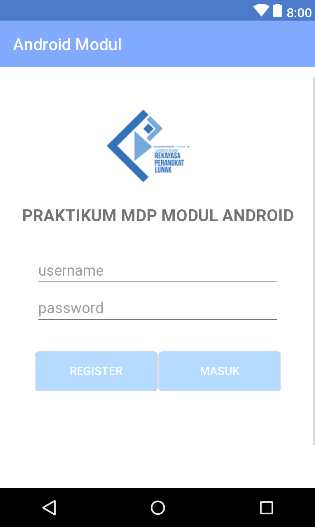 8:00
Android Modul
REKAYASA
PERANGKAT
LUNAK
PRAKTIKUM MDP MODUL ANDROID
username
password
REGISTER MASUK